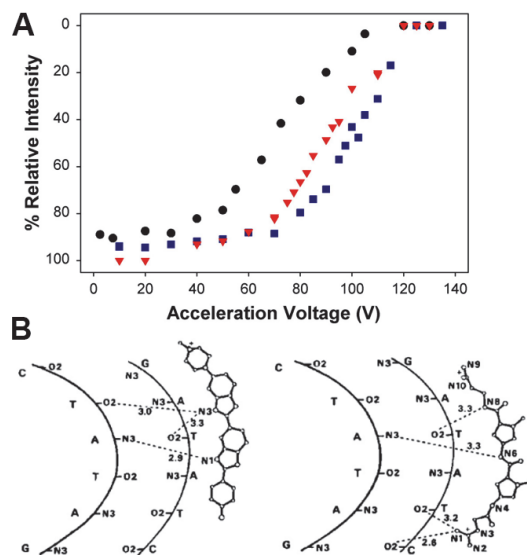 A
% Relative Intensity
0
20
40
60
80
100
0 20 40 60 80 100 120 140
Acceleration Voltage (V)
B
+
G
C O2 N3
T O2 3.0 N3 A N3
3.3
A N3 O2 T
2.9 N1
T O2 N3 A
A N3 O2 T
G N3 O2 C
G N9
+
C O2 N3 N10
T O2 N3 A N8
3.3
A N3 O2 T
3.3 N6
T O2 N3 A
N4
A N3 O2 T
3.2 N1 N3
2.6 N2
G N3 O2 C